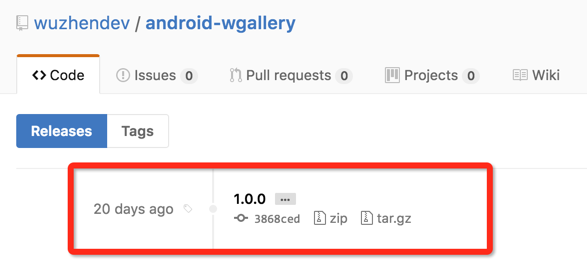 wuzhendev / android-wgallery
<> Code Issues 0 Pull requests 0 Projects 0 Wiki
Releases Tags
1.0.0 ...
20 days ago
3868ced zip tar.gz